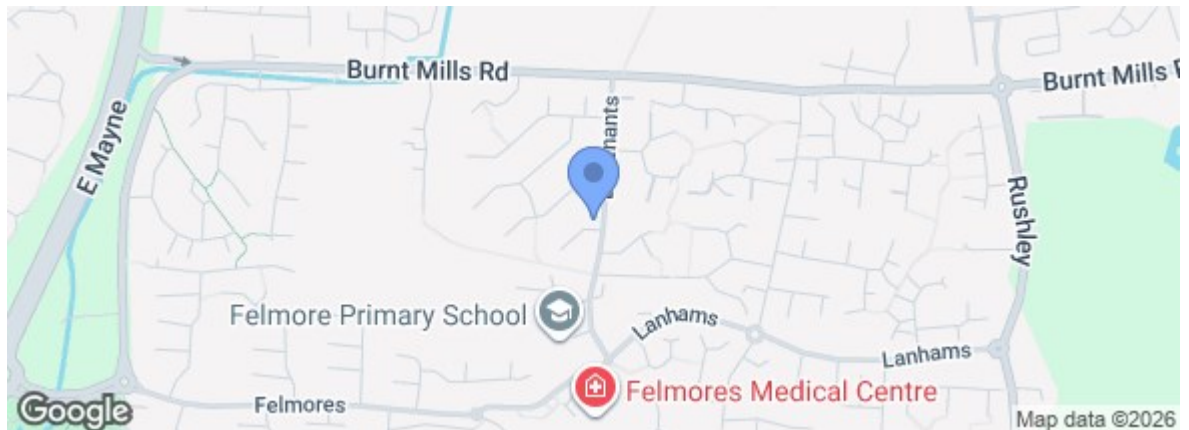 Burnt Mills Rd
Burnt Mills R
E Mayne
mants
Rushley
Felmore Primary School
Lanhams
Lanhams
Felmores Medical Centre
Felmores
Google
Map data ©2026